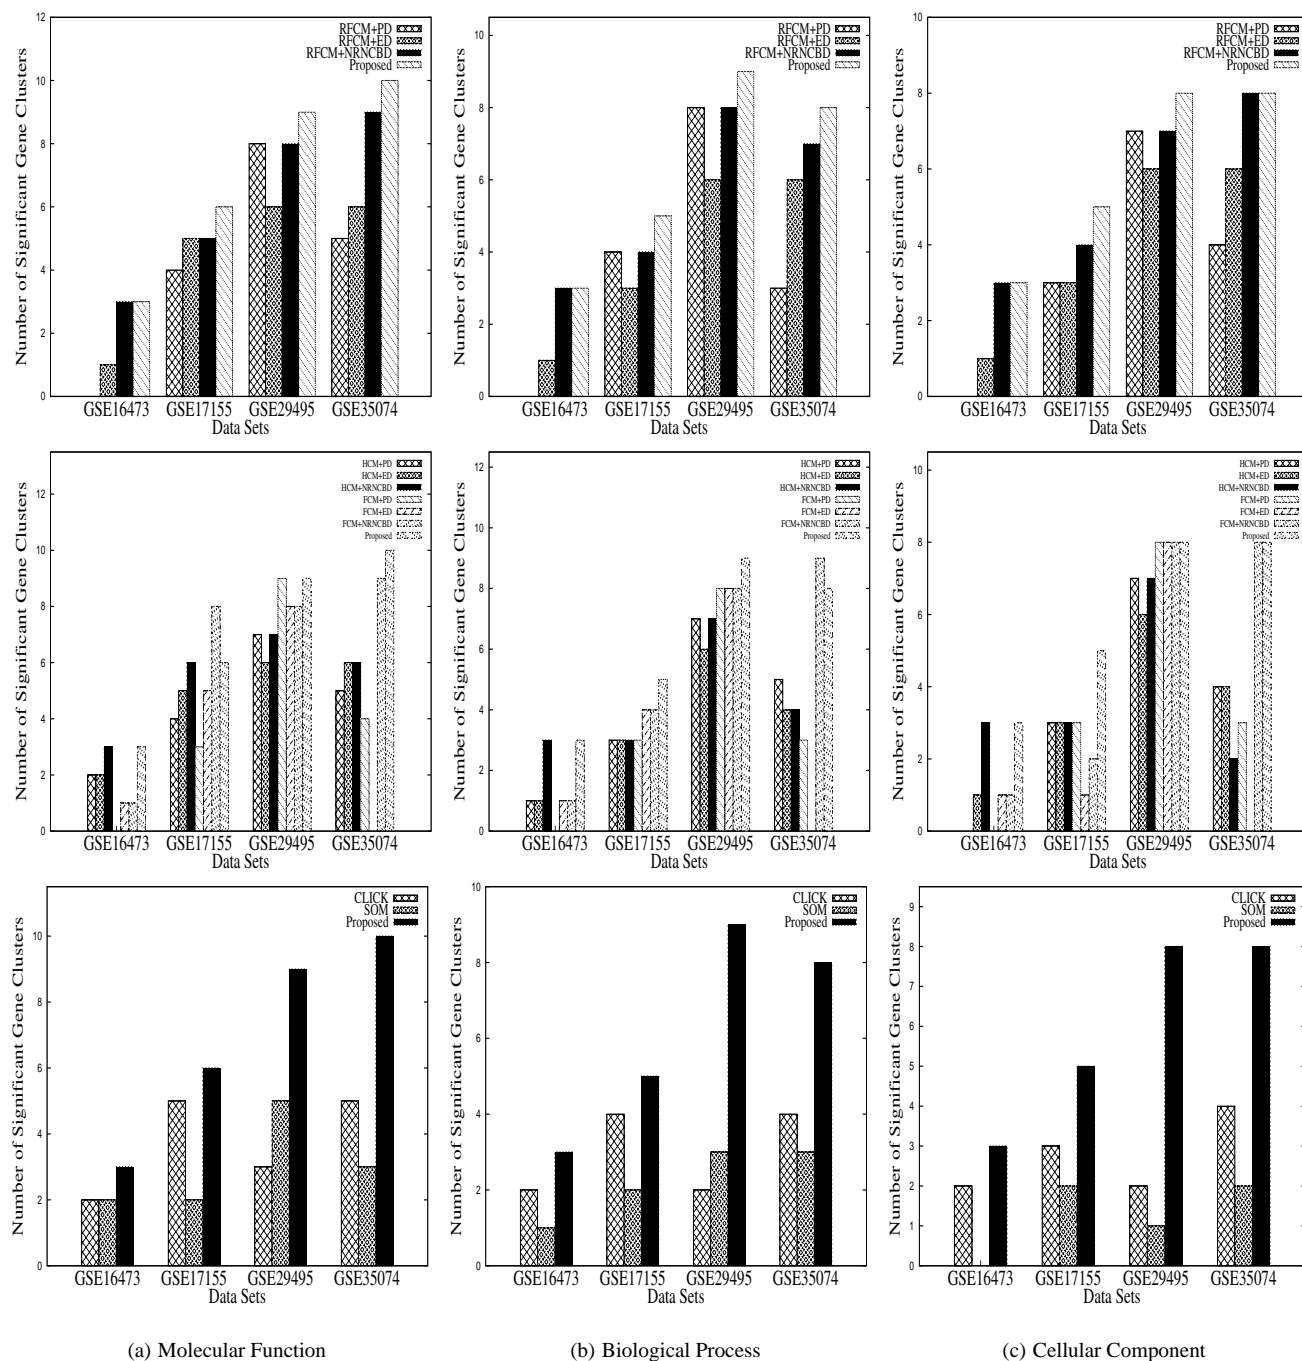 Number of Significant Gene Clusters
12
10
8
6
4
2
0
RFCM+PD
RFCM+ED
RFCM+NRNCBD
Proposed
GSE16473 GSE17155 GSE29495 GSE35074
Data Sets
Number of Significant Gene Clusters
10
8
6
4
2
0
RFCM+PD
RFCM+ED
RFCM+NRNCBD
Proposed
GSE16473 GSE17155 GSE29495 GSE35074
Data Sets
Number of Significant Gene Clusters
10
8
6
4
2
0
RFCM+PD
RFCM+ED
RFCM+NRNCBD
Proposed
GSE16473 GSE17155 GSE29495 GSE35074
Data Sets
Number of Significant Gene Clusters
12
10
8
6
4
2
0
HCM+PD
HCM+ED
HCM+NRNCBD
FCM+PD
FCM+ED
FCM+NRNCBD
Proposed
GSE16473 GSE17155 GSE29495 GSE35074
Data Sets
Number of Significant Gene Clusters
12
10
8
6
4
2
0
HCM+PD
HCM+ED
HCM+NRNCBD
FCM+PD
FCM+ED
FCM+NRNCBD
Proposed
GSE16473 GSE17155 GSE29495 GSE35074
Data Sets
Number of Significant Gene Clusters
10
8
6
4
2
0
HCM+PD
HCM+ED
HCM+NRNCBD
FCM+PD
FCM+ED
FCM+NRNCBD
Proposed
GSE16473 GSE17155 GSE29495 GSE35074
Data Sets
Number of Significant Gene Clusters
10
8
6
4
2
0
CLICK
SOM
Proposed
GSE16473 GSE17155 GSE29495 GSE35074
Data Sets
Number of Significant Gene Clusters
10
8
6
4
2
0
CLICK
SOM
Proposed
GSE16473 GSE17155 GSE29495 GSE35074
Data Sets
Number of Significant Gene Clusters
9
8
7
6
5
4
3
2
1
0
CLICK
SOM
Proposed
GSE16473 GSE17155 GSE29495 GSE35074
Data Sets
(a) Molecular Function
(b) Biological Process
(c) Cellular Component